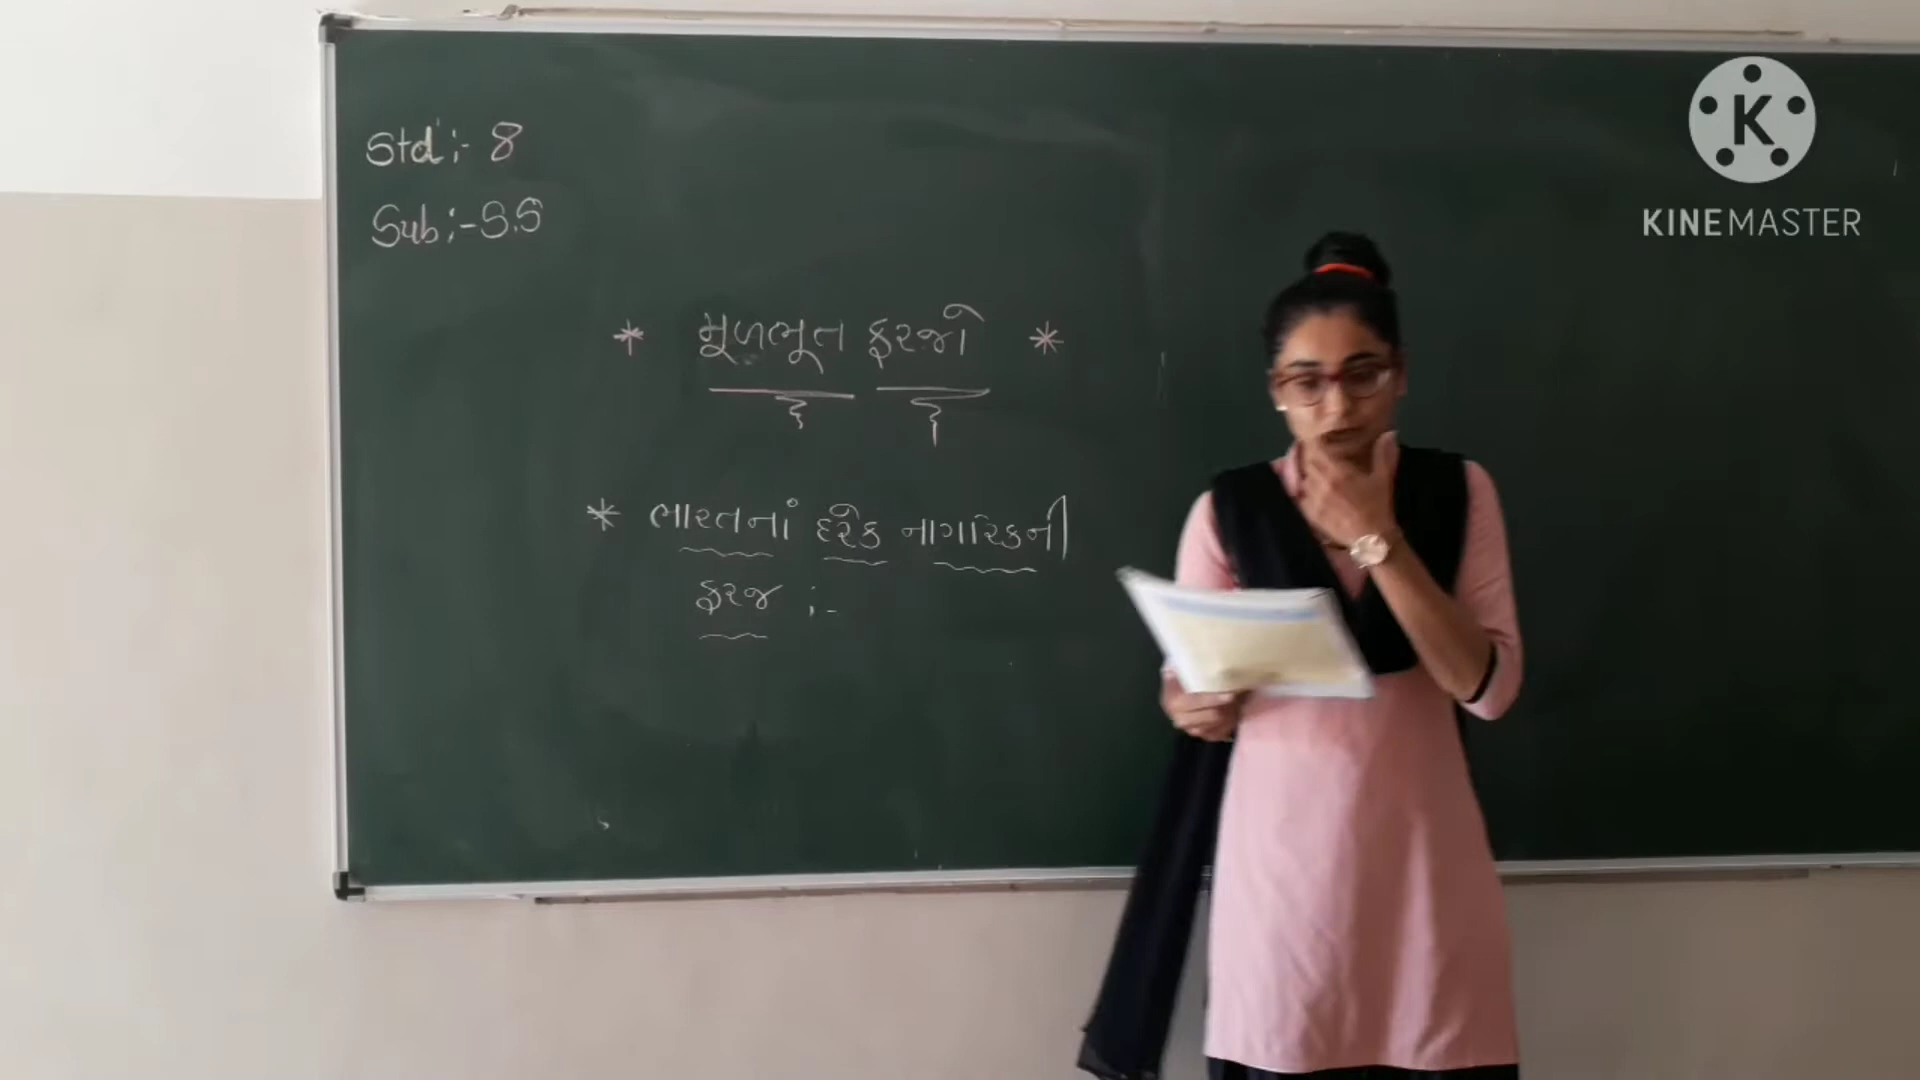 Std :- 8
Sub :- S.S
* મૂળભૂત ફરજો *
* ભારતનાં દરેક નાગરિકની
ફરજ :-
K
KINEMASTER